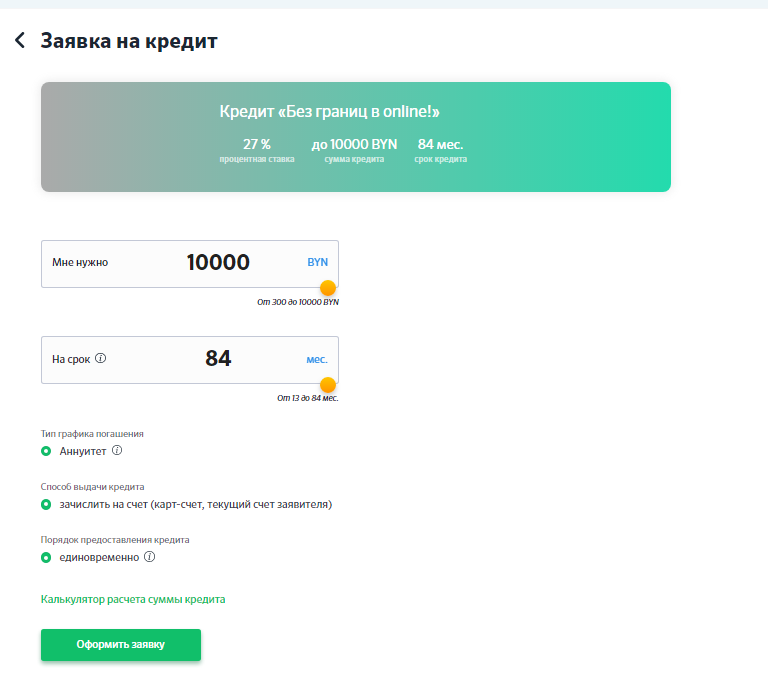 Заявка на кредит
Кредит «Без границ в online!»
27 % до 10000 BYN 84 мес.
процентная ставка сумма кредита срок кредита
Мне нужно 10000 BYN
От 300 до 10000 BYN
На срок 84 мес.
От 13 до 84 мес.
Тип графика погашения
Аннуитет
Способ выдачи кредита
зачислить на счет (карт-счет, текущий счет заявителя)
Порядок предоставления кредита
единовременно
Калькулятор расчета суммы кредита
Оформить заявку